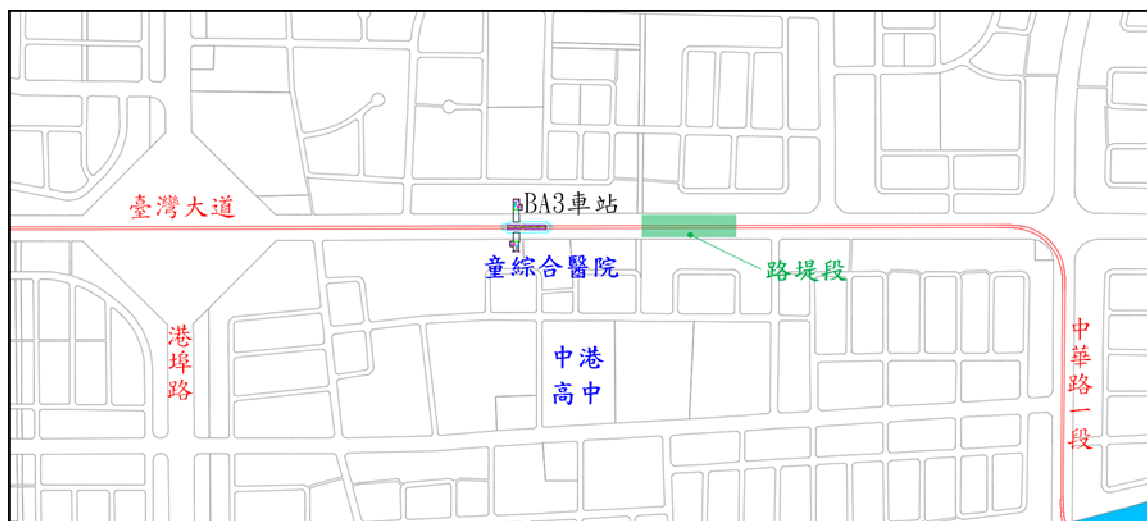 臺灣大道
BA3車站
童綜合醫院
路堤段
港埠路
中港
高中
中華路一段